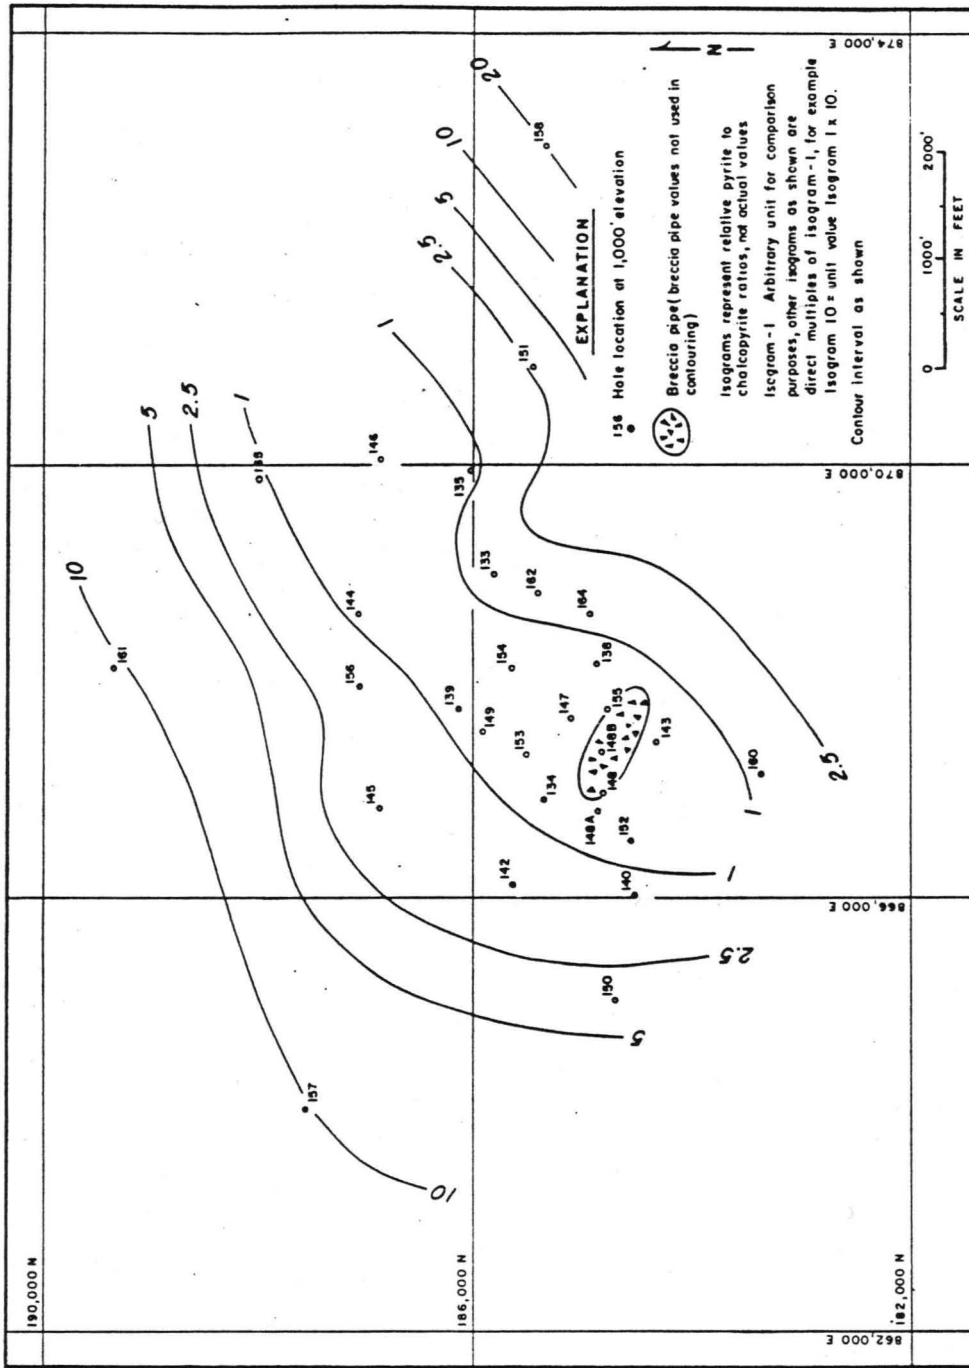 190,000 N
186,000 N
182,000 N
862,000 E
866,000 E
870,000 E
874,000 E
10
5
2.5
1
1
2.5
5
10
20
10
5
2.5
1
1
2.5
161
157
144
156
145
146
135
151
158
133
162
164
154
138
139
149
153
147
134
155
148B
148
148A
143
152
142
140
150
160
EXPLANATION
156 Hole location at 1,000' elevation
Breccia pipe (breccia pipe values not used in
contouring)
Isograms represent relative pyrite to
chalcopyrite ratios, not actual values
Isogram-1 Arbitrary unit for comparison
purposes, other isograms as shown are
direct multiples of isogram-1, for example
Isogram 10 = unit value Isogram 1 x 10.
Contour interval as shown
N
0 1000' 2000'
SCALE IN FEET